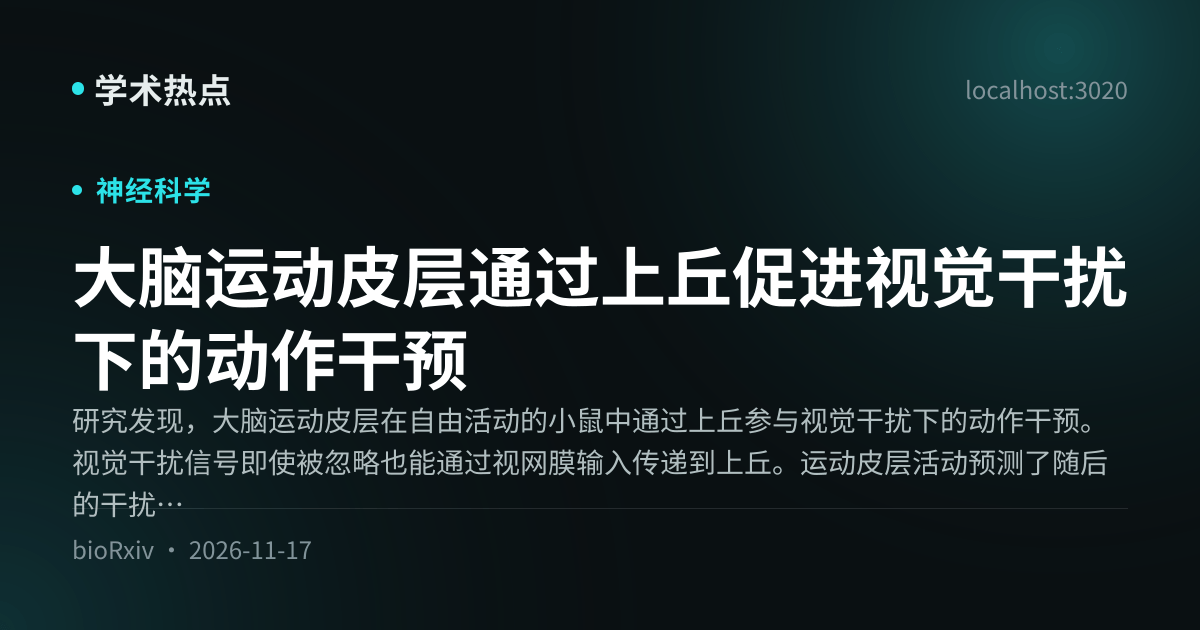 学术热点
localhost:3020
神经科学
大脑运动皮层通过上丘促进视觉干扰
下的动作干预
研究发现，大脑运动皮层在自由活动的小鼠中通过上丘参与视觉干扰下的动作干预。
视觉干扰信号即使被忽略也能通过视网膜输入传递到上丘。运动皮层活动预测了随后
的干扰…
bioRxiv • 2026-11-17